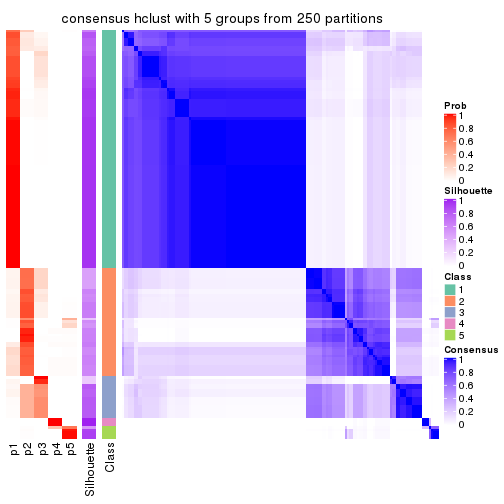 consensus hclust with 5 groups from 250 partitions
Prob
1
0.8
0.6
0.4
0.2
0
Silhouette
1
0.8
0.6
0.4
0.2
0
Class
1
2
3
4
5
Consensus
1
0.8
0.6
0.4
0.2
0
p1
p2
p3
p4
p5
Silhouette
Class